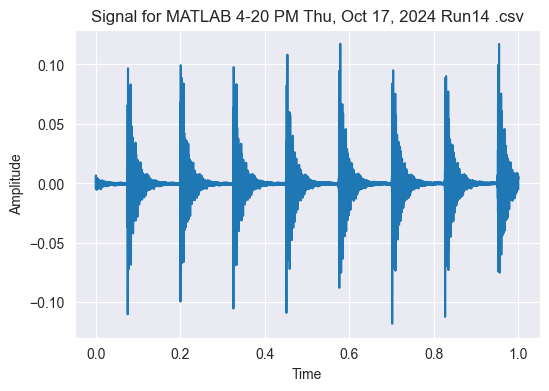 Signal for MATLAB 4-20 PM Thu, Oct 17, 2024 Run14 .csv
0.10
0.05
0.00
−0.05
−0.10
Amplitude
0.0 0.2 0.4 0.6 0.8 1.0
Time